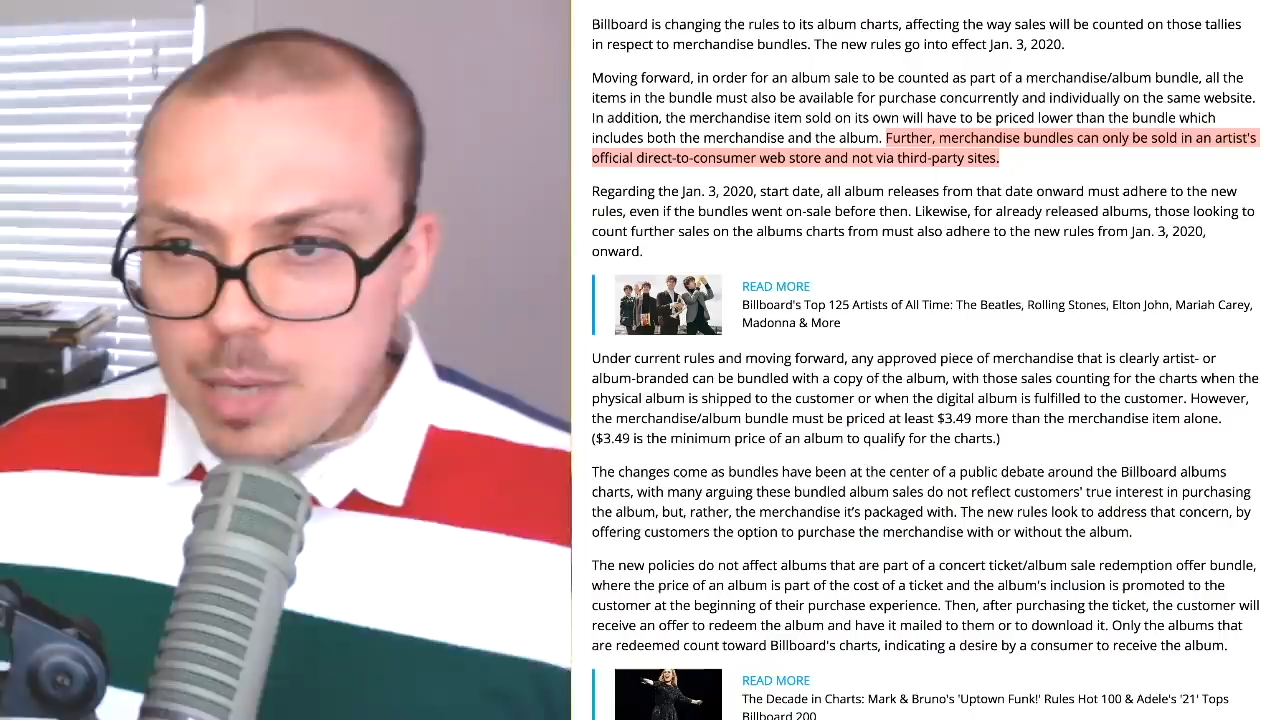 Billboard is changing the rules to its album charts, affecting the way sales will be counted on those tallies
in respect to merchandise bundles. The new rules go into effect Jan. 3, 2020.
Moving forward, in order for an album sale to be counted as part of a merchandise/album bundle, all the
items in the bundle must also be available for purchase concurrently and individually on the same website.
In addition, the merchandise item sold on its own will have to be priced lower than the bundle which
includes both the merchandise and the album. Further, merchandise bundles can only be sold in an artist's
official direct-to-consumer web store and not via third-party sites.
Regarding the Jan. 3, 2020, start date, all album releases from that date onward must adhere to the new
rules, even if the bundles went on-sale before then. Likewise, for already released albums, those looking to
count further sales on the albums charts from must also adhere to the new rules from Jan. 3, 2020,
onward.
READ MORE
Billboard's Top 125 Artists of All Time: The Beatles, Rolling Stones, Elton John, Mariah Carey,
Madonna & More
Under current rules and moving forward, any approved piece of merchandise that is clearly artist- or
album-branded can be bundled with a copy of the album, with those sales counting for the charts when the
physical album is shipped to the customer or when the digital album is fulfilled to the customer. However,
the merchandise/album bundle must be priced at least $3.49 more than the merchandise item alone.
($3.49 is the minimum price of an album to qualify for the charts.)
The changes come as bundles have been at the center of a public debate around the Billboard albums
charts, with many arguing these bundled album sales do not reflect customers' true interest in purchasing
the album, but, rather, the merchandise it's packaged with. The new rules look to address that concern, by
offering customers the option to purchase the merchandise with or without the album.
The new policies do not affect albums that are part of a concert ticket/album sale redemption offer bundle,
where the price of an album is part of the cost of a ticket and the album's inclusion is promoted to the
customer at the beginning of their purchase experience. Then, after purchasing the ticket, the customer will
receive an offer to redeem the album and have it mailed to them or to download it. Only the albums that
are redeemed count toward Billboard's charts, indicating a desire by a consumer to receive the album.
READ MORE
The Decade in Charts: Mark & Bruno's 'Uptown Funk!' Rules Hot 100 & Adele's '21' Tops
Billboard 200